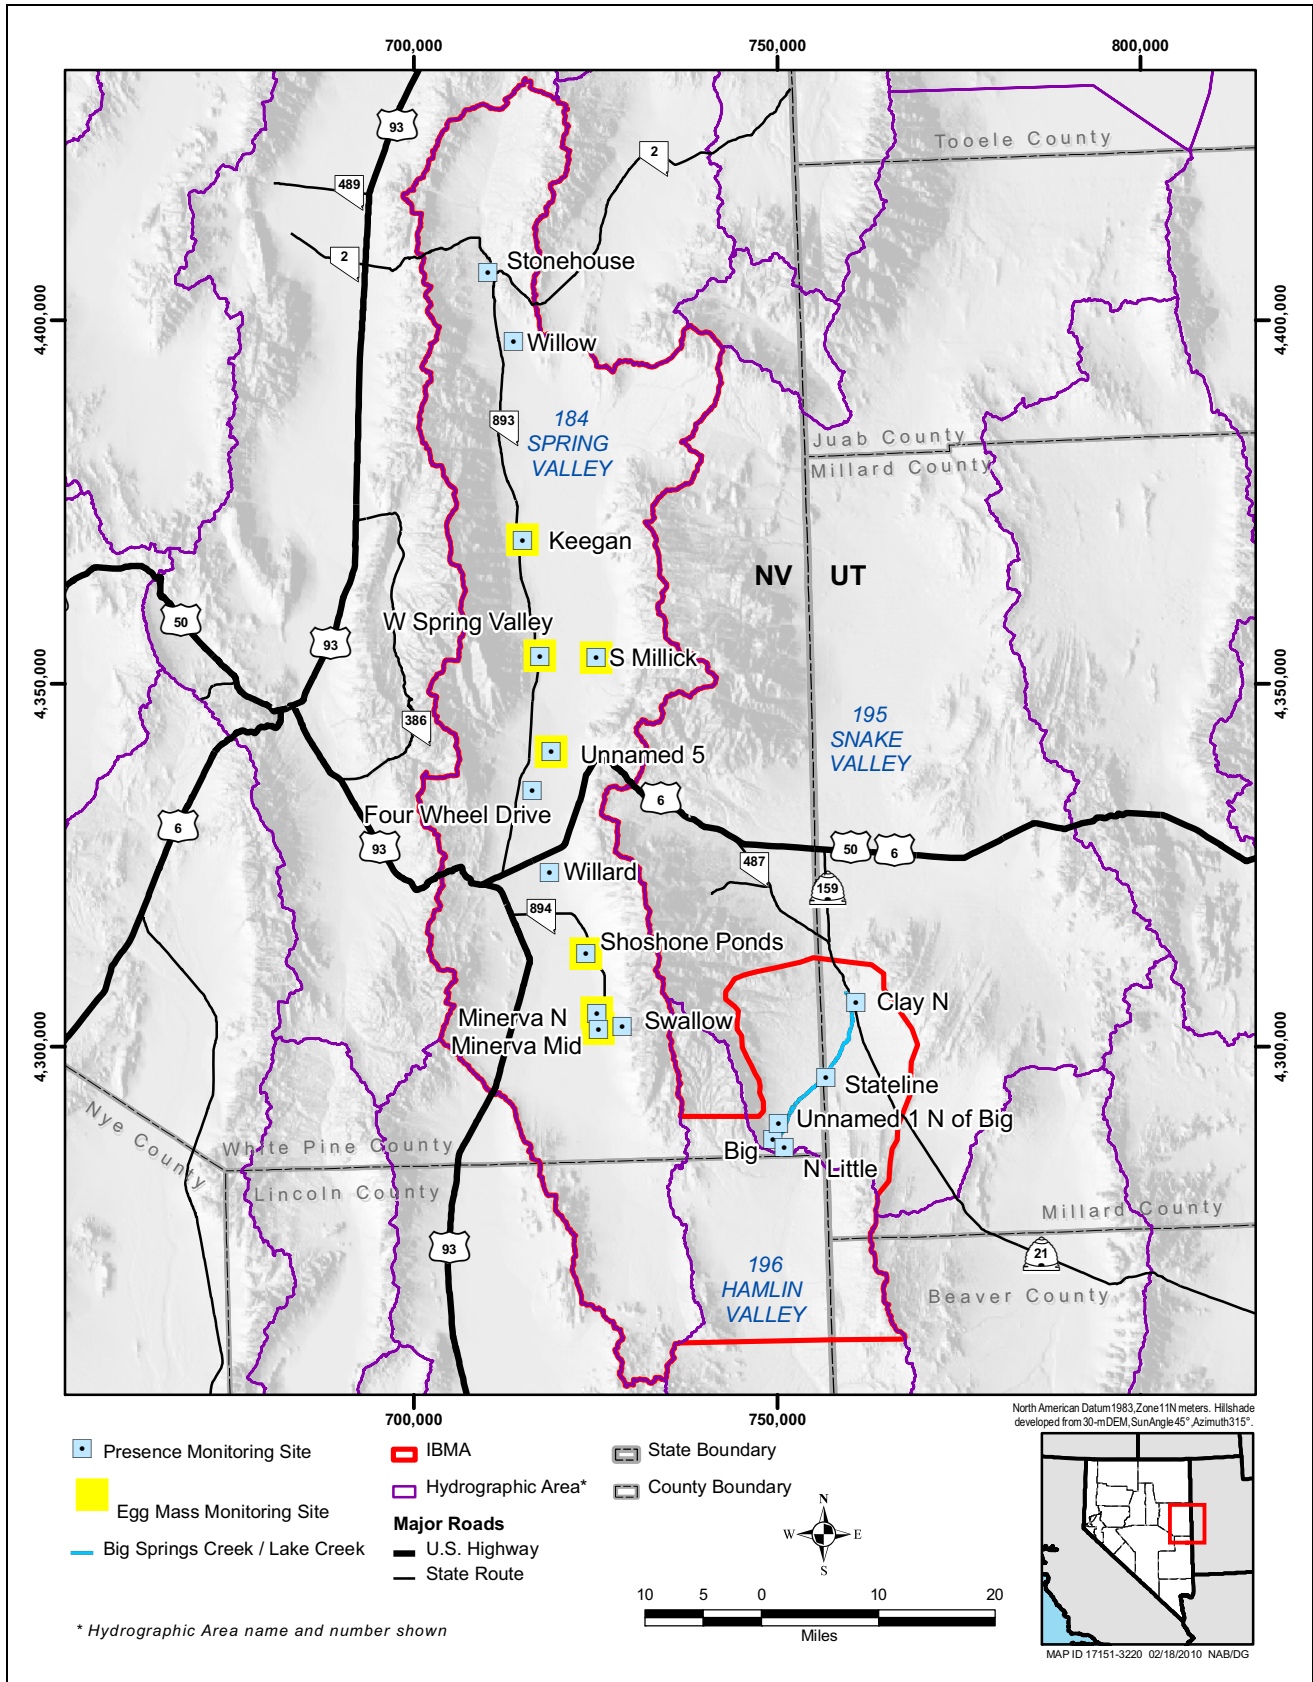 700,000
750,000
800,000
93
Tooele County
2
489
2
Stonehouse
4,400,000
4,400,000
Willow
893
184
SPRING
VALLEY
Juab County
Millard County
Keegan
NV
UT
50
93
W Spring Valley
S Millick
4,350,000
4,350,000
386
195
SNAKE
VALLEY
Unnamed 5
6
Four Wheel Drive
6
93
50
6
487
159
Willard
894
Shoshone Ponds
Clay N
Minerva N
Swallow
Minerva Mid
4,300,000
4,300,000
Stateline
Nye County
Unnamed 1 N of Big
White Pine County
Big
N Little
Lincoln County
Millard County
93
21
196
HAMLIN
VALLEY
Beaver County
700,000
750,000
North American Datum 1983, Zone 11N meters. Hillshade
developed from 30-m DEM, Sun Angle 45°, Azimuth 315°.
Presence Monitoring Site
Egg Mass Monitoring Site
Big Springs Creek / Lake Creek
IBMA
Hydrographic Area*
Major Roads
U.S. Highway
State Route
State Boundary
County Boundary
N
W
E
S
10
5
0
10
20
Miles
* Hydrographic Area name and number shown
MAP ID 17151-3220 02/18/2010 NAB/DG